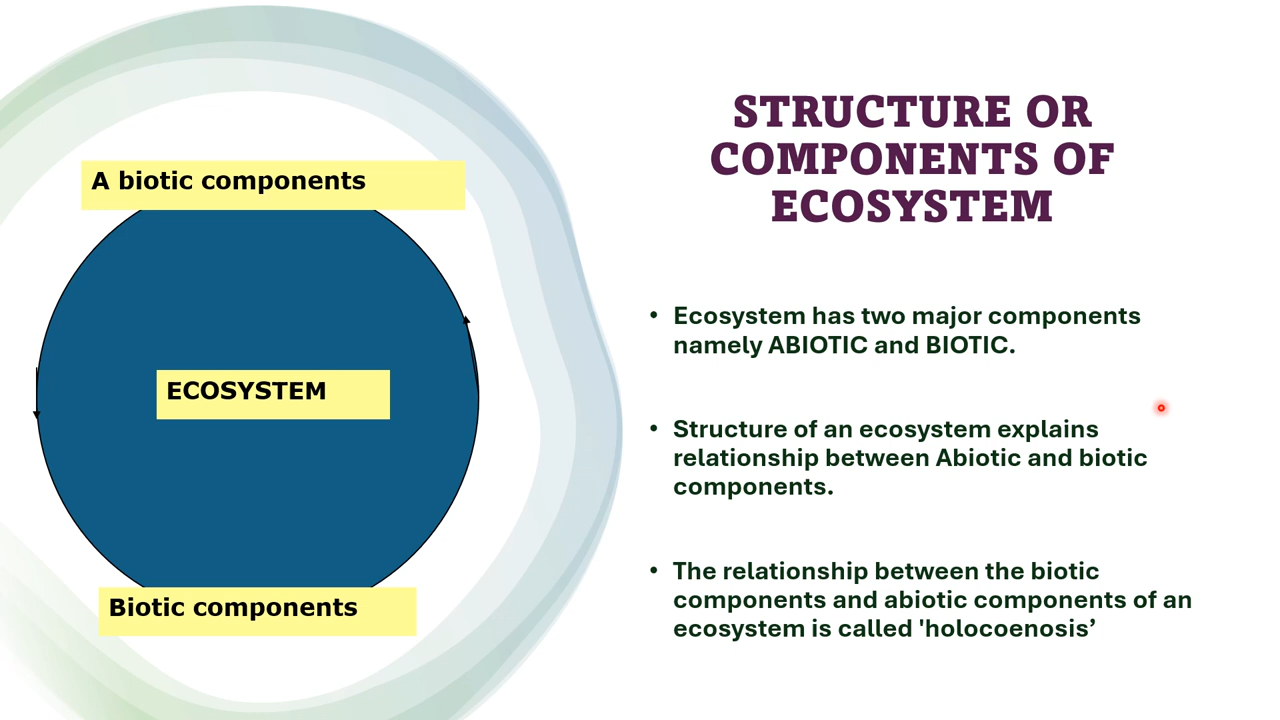 STRUCTURE OR
COMPONENTS OF
ECOSYSTEM
A biotic components
ECOSYSTEM
Biotic components
• Ecosystem has two major components
namely ABIOTIC and BIOTIC.
• Structure of an ecosystem explains
relationship between Abiotic and biotic
components.
• The relationship between the biotic
components and abiotic components of an
ecosystem is called 'holocoenosis’